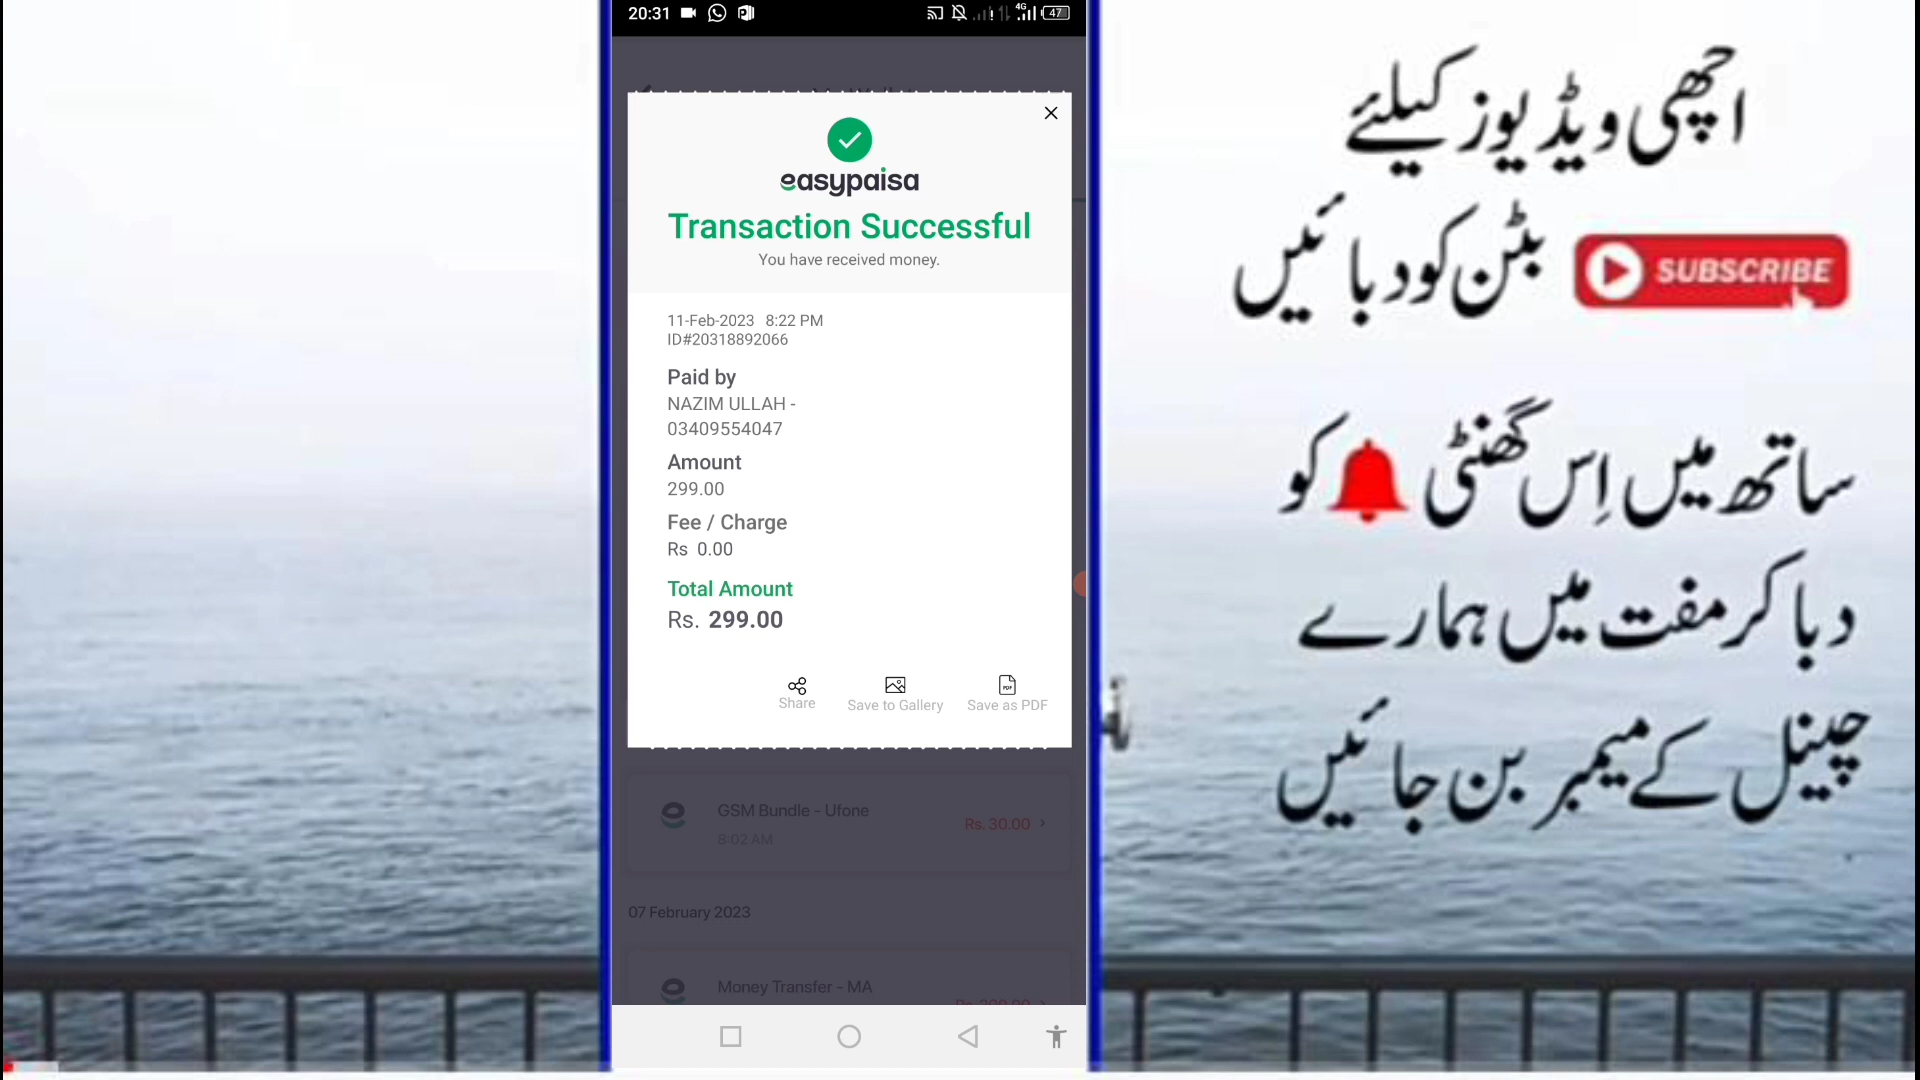 20:31
4G
47
easypaisa
Transaction Successful
You have received money.
11-Feb-2023 8:22 PM
ID#20318892066
Paid by
NAZIM ULLAH -
03409554047
Amount
299.00
Fee / Charge
Rs 0.00
Total Amount
Rs. 299.00
Share
Save to Gallery
PDF
Save as PDF
GSM Bundle - Ufone
Rs. 30.00
8:02 AM
07 February 2023
Money Transfer - MA
اچھی ویڈیوز کیلئے
SUBSCRIBE بٹن کو دبائیں
ساتھ میں اِس گھنٹی کو
دبا کر مفت میں ہمارے
چینل کے میمبر بن جائیں